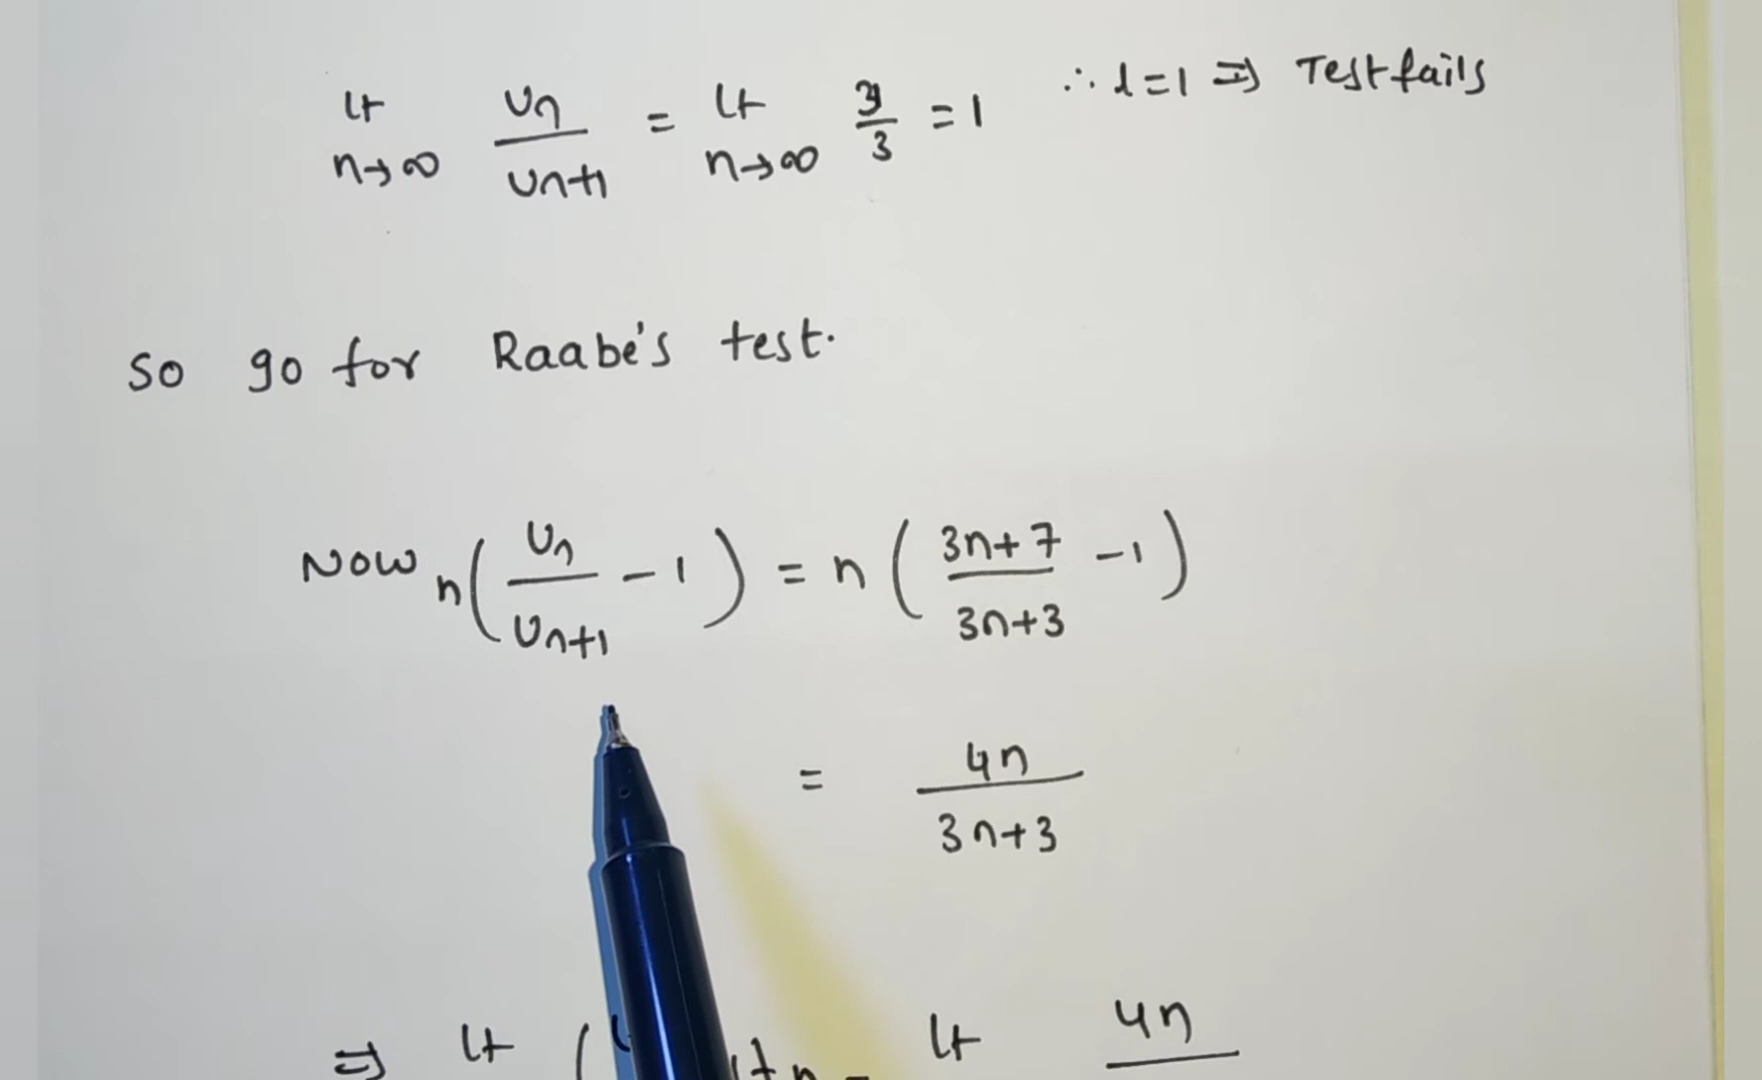 lt n→∞ Un/Un+1 = lt n→∞ 3/3 = 1 ∴ l=1 ⇒ Test fails
So go for Raabe's test.
Now n(Un/Un+1 - 1) = n(3n+7/3n+3 - 1)
= 4n/3n+3
⇒ lt ( lt 4n